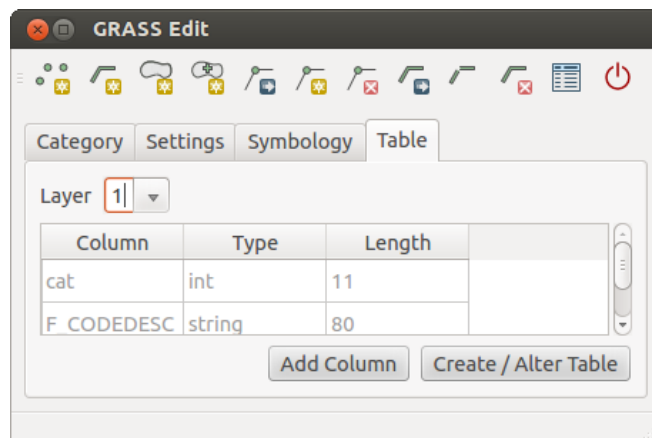 GRASS Edit
Category Settings Symbology Table
Layer 1
Column Type Length
cat int 11
F_CODEDESC string 80
Add Column Create / Alter Table